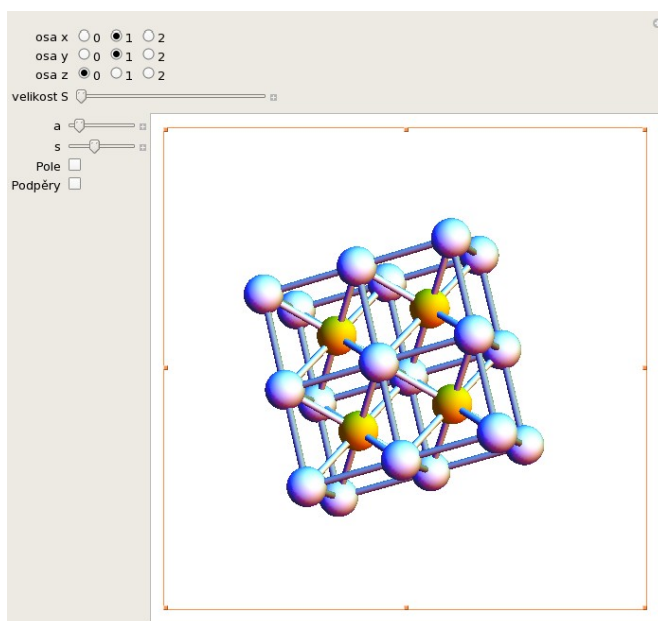 osa x 0 1 2
osa y 0 1 2
osa z 0 1 2
velikost S
a
s
Pole
Podpěry